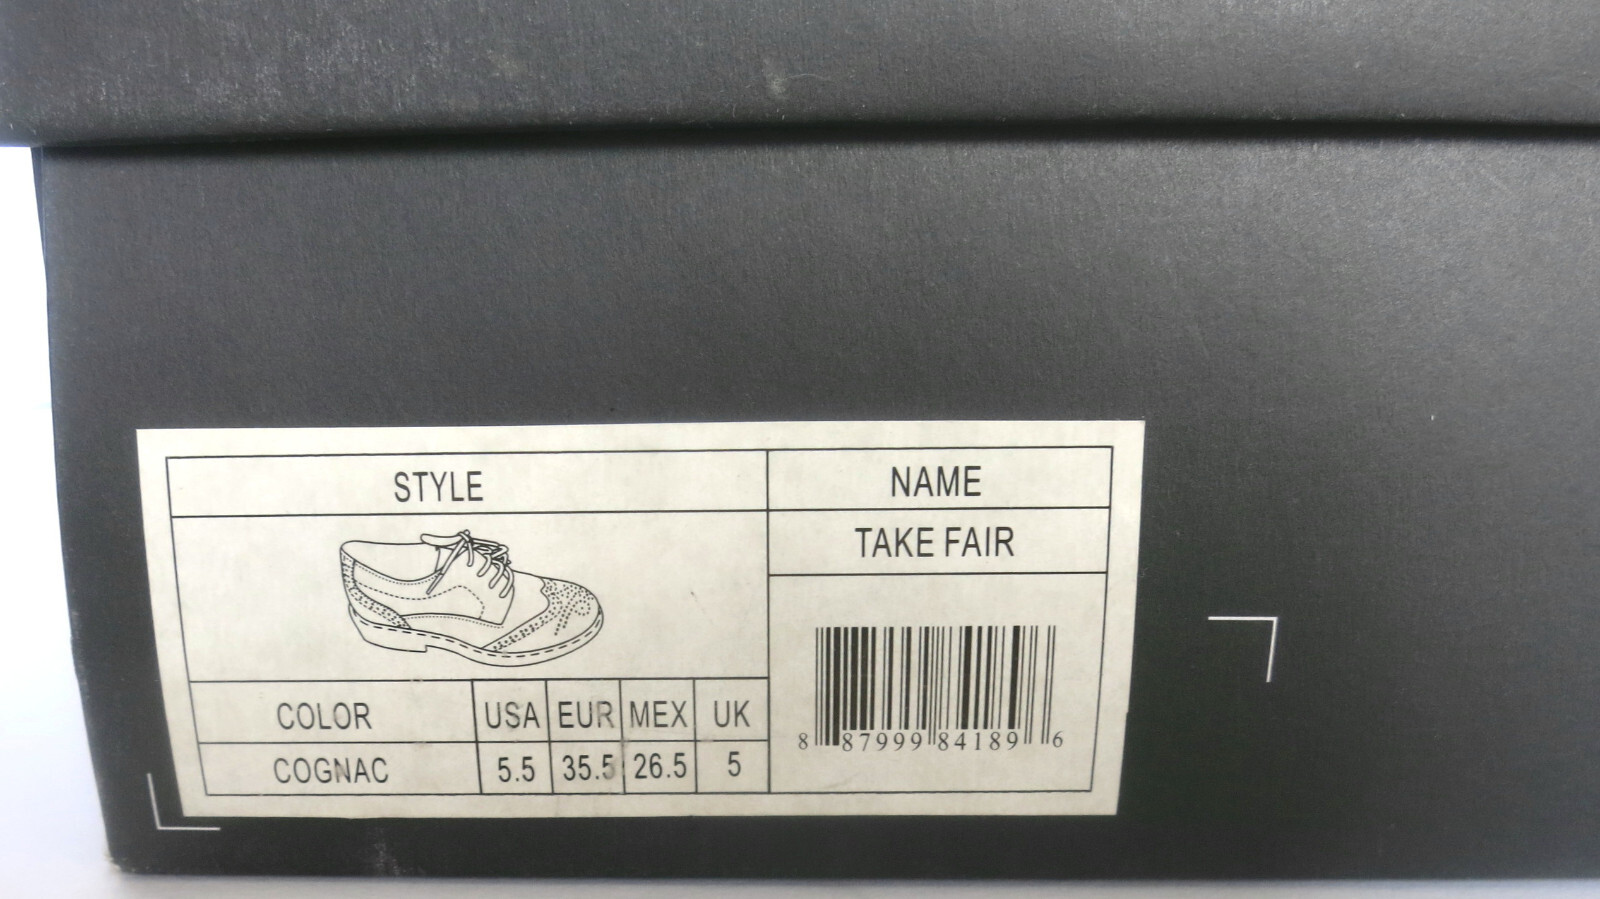 STYLE
NAME
TAKE FAIR
COLOR USA EUR MEX UK
COGNAC 5.5 35.5 26.5 5
8 87999 84189 6